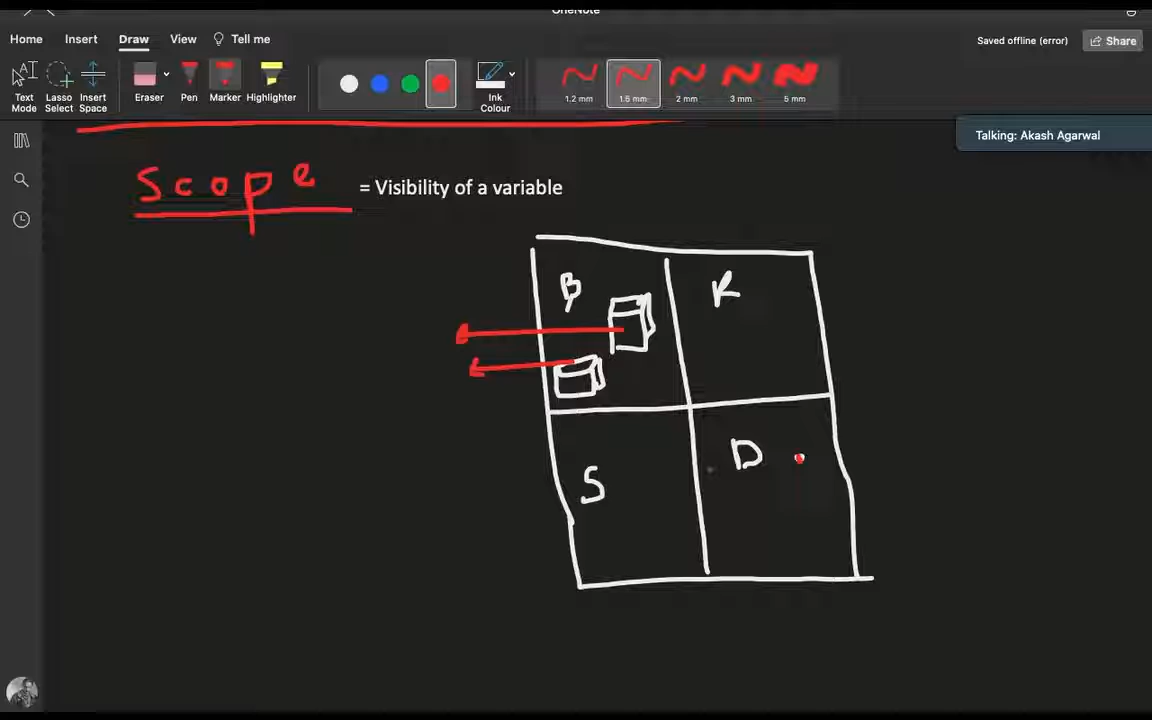 OneNote
Home Insert Draw View Tell me
Saved offline (error) Share
Text Mode
Lasso Select
Insert Space
Eraser
Pen
Marker
Highlighter
Ink Colour
1.2 mm
1.5 mm
2 mm
3 mm
5 mm
Talking: Akash Agarwal
Scope = Visibility of a variable
B K
S D